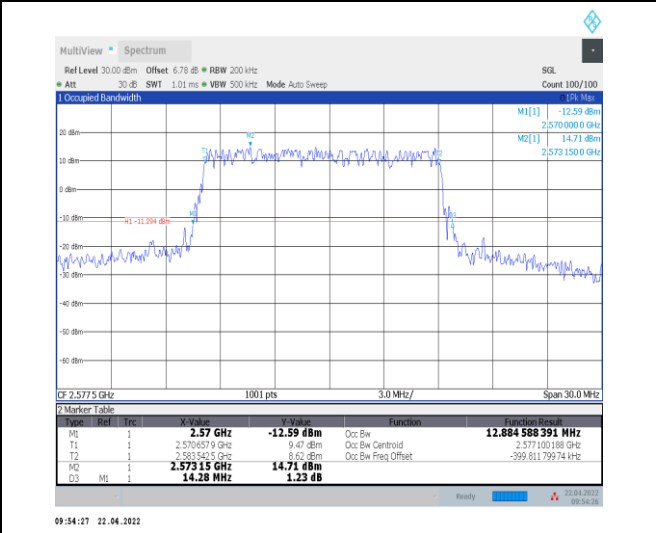 MultiView Spectrum
Ref Level 30.00 dBm Offset 6.78 dB RBW 200 kHz SGL
Att 30 dB SWT 1.01 ms VBW 500 kHz Mode Auto Sweep Count 100/100
1 Occupied Bandwidth 1Pk Max
M1[1] -12.59 dBm
2.570 000 0 GHz
M2[1] 14.71 dBm
2.573 150 0 GHz
20 dBm
M2
T1
T2
10 dBm
0 dBm
M1
-10 dBm
H1 -11.294 dBm
-20 dBm
-30 dBm
-40 dBm
-50 dBm
-60 dBm
CF 2.577 5 GHz 1001 pts 3.0 MHz/ Span 30.0 MHz
2 Marker Table
Type Ref Trc X-Value Y-Value Function Function Result
M1 1 2.57 GHz -12.59 dBm Occ Bw 12.884 588 391 MHz
T1 1 2.570 657 9 GHz 9.47 dBm Occ Bw Centroid 2.577 100 188 GHz
T2 1 2.583 542 5 GHz 8.62 dBm Occ Bw Freq Offset -399.811 799 74 kHz
M2 1 2.573 15 GHz 14.71 dBm
D3 M1 1 14.28 MHz 1.23 dB
Ready 22.04.2022
09:54:26
09:54:27 22.04.2022